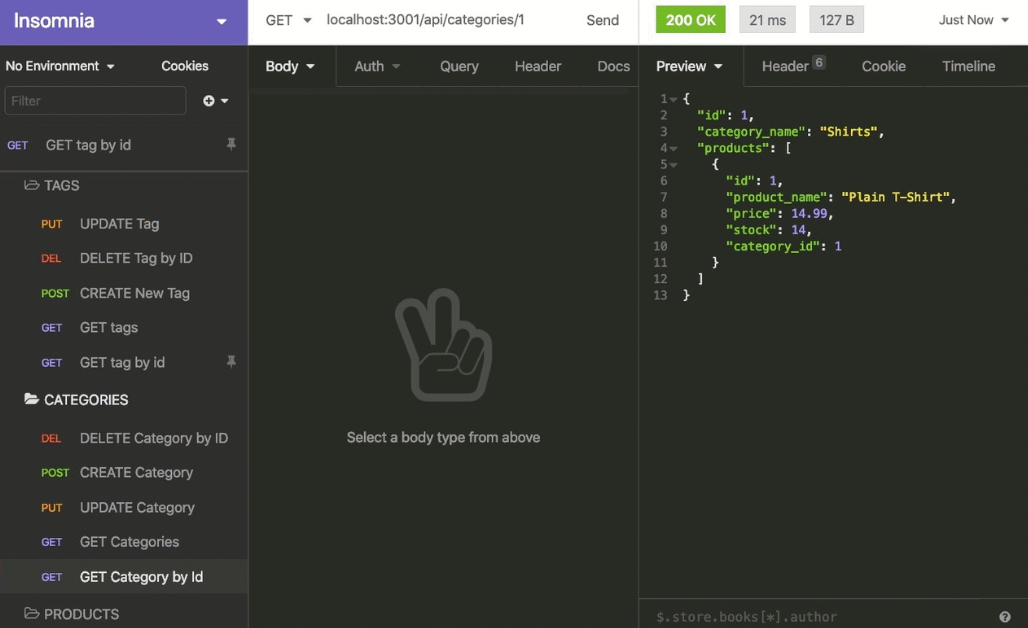 Insomnia
GET localhost:3001/api/categories/1 Send
200 OK 21 ms 127 B Just Now
No Environment Cookies
Body Auth Query Header Docs
Preview Header 6 Cookie Timeline
Filter
GET GET tag by id
TAGS
PUT UPDATE Tag
DEL DELETE Tag by ID
POST CREATE New Tag
GET GET tags
GET GET tag by id
CATEGORIES
DEL DELETE Category by ID
POST CREATE Category
PUT UPDATE Category
GET GET Categories
GET GET Category by Id
PRODUCTS
Select a body type from above
1 {
2 "id": 1,
3 "category_name": "Shirts",
4 "products": [
5 {
6 "id": 1,
7 "product_name": "Plain T-Shirt",
8 "price": 14.99,
9 "stock": 14,
10 "category_id": 1
11 }
12 ]
13 }
$.store.books[*].author